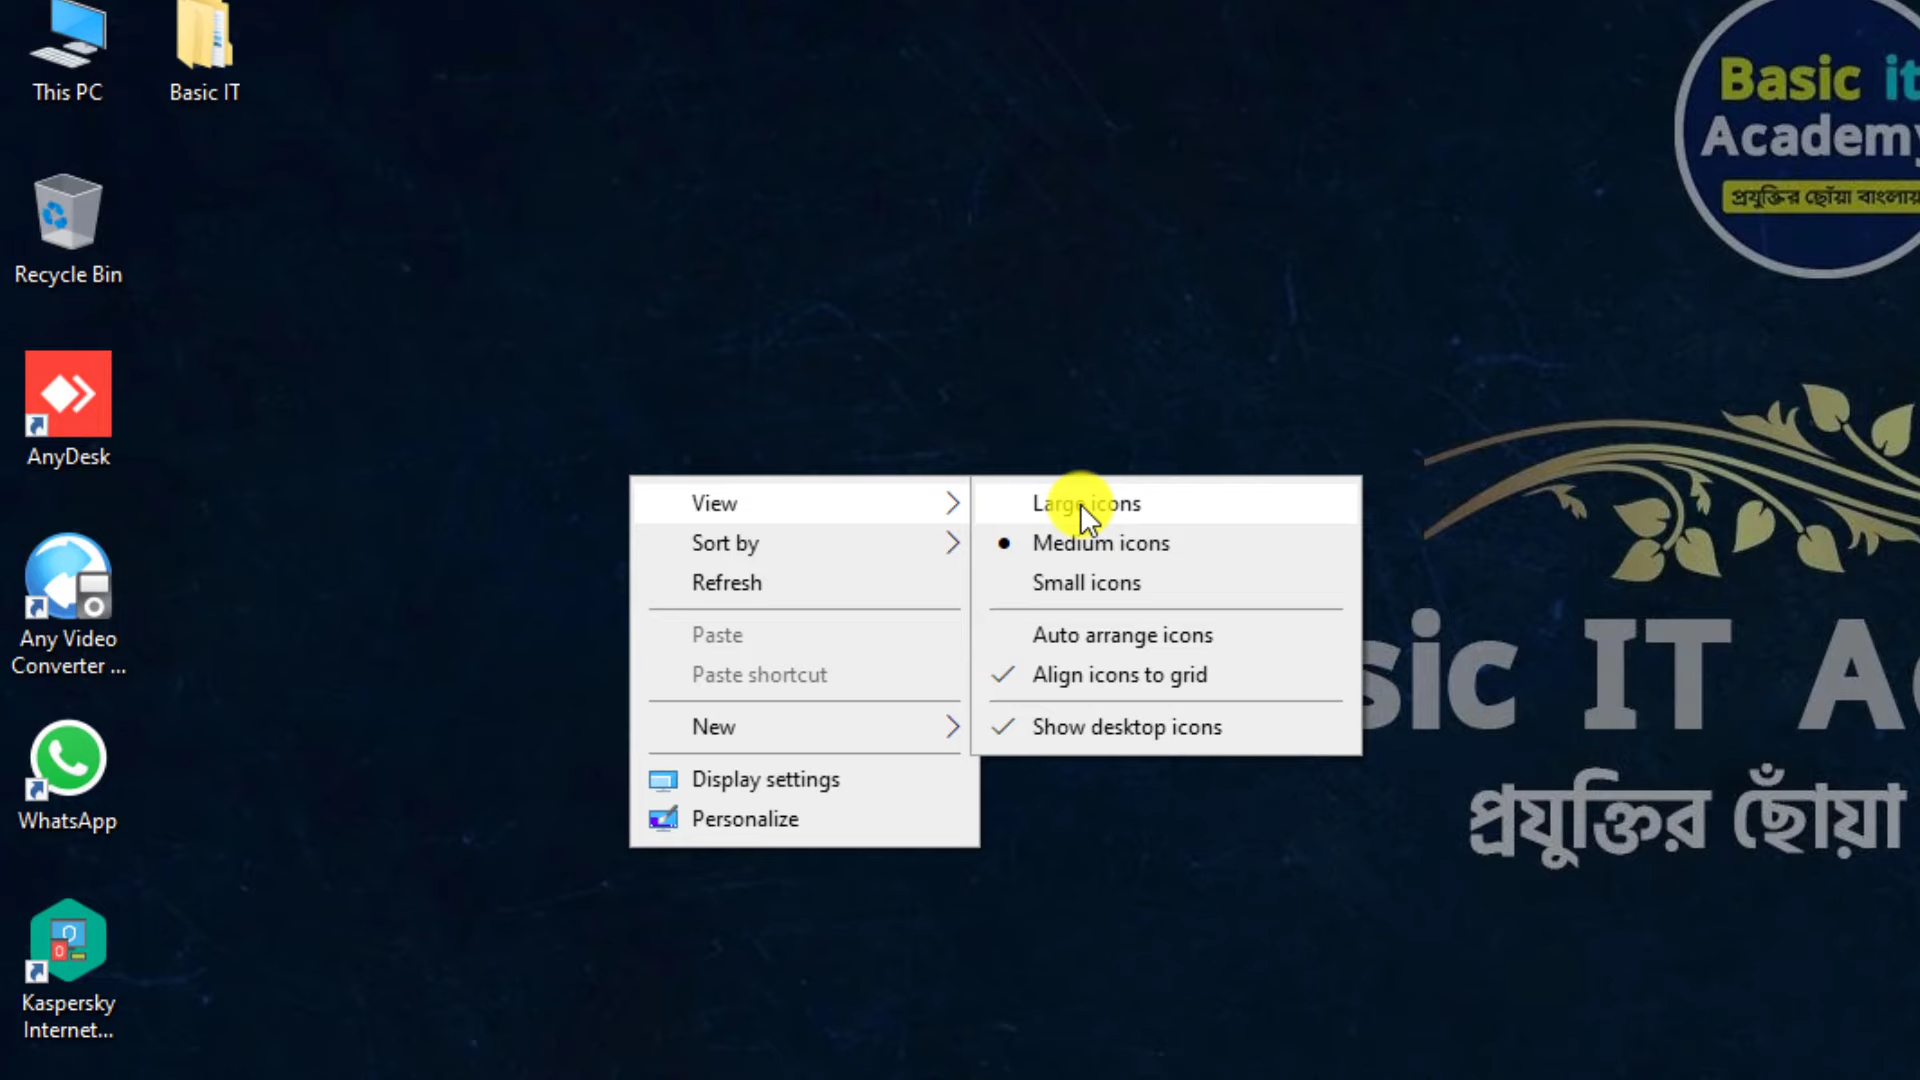 This PC
Basic IT
Recycle Bin
AnyDesk
Any Video
Converter ...
WhatsApp
Kaspersky
Internet...
View
Sort by
Refresh
Paste
Paste shortcut
New
Display settings
Personalize
Large icons
Medium icons
Small icons
Auto arrange icons
Align icons to grid
Show desktop icons
Basic it
Academy
প্রযুক্তির ছোঁয়া বাংলায়
sic IT A
প্রযুক্তির ছোঁয়া